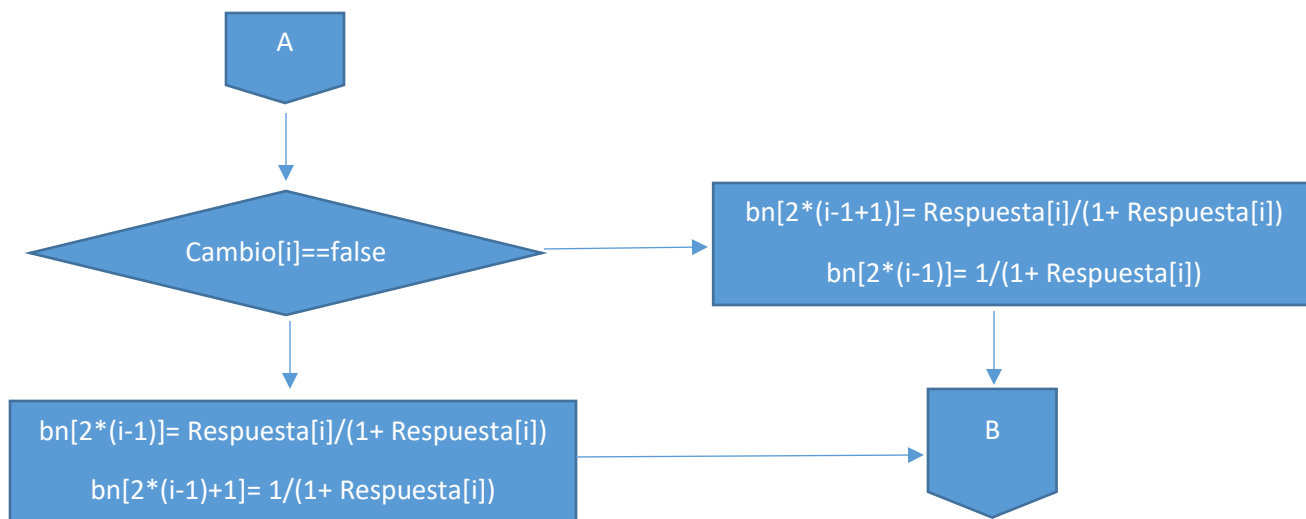 A
Cambio[i]==false
bn[2*(i-1+1)]= Respuesta[i]/(1+ Respuesta[i])
bn[2*(i-1)]= 1/(1+ Respuesta[i])
bn[2*(i-1)]= Respuesta[i]/(1+ Respuesta[i])
bn[2*(i-1)+1]= 1/(1+ Respuesta[i])
B